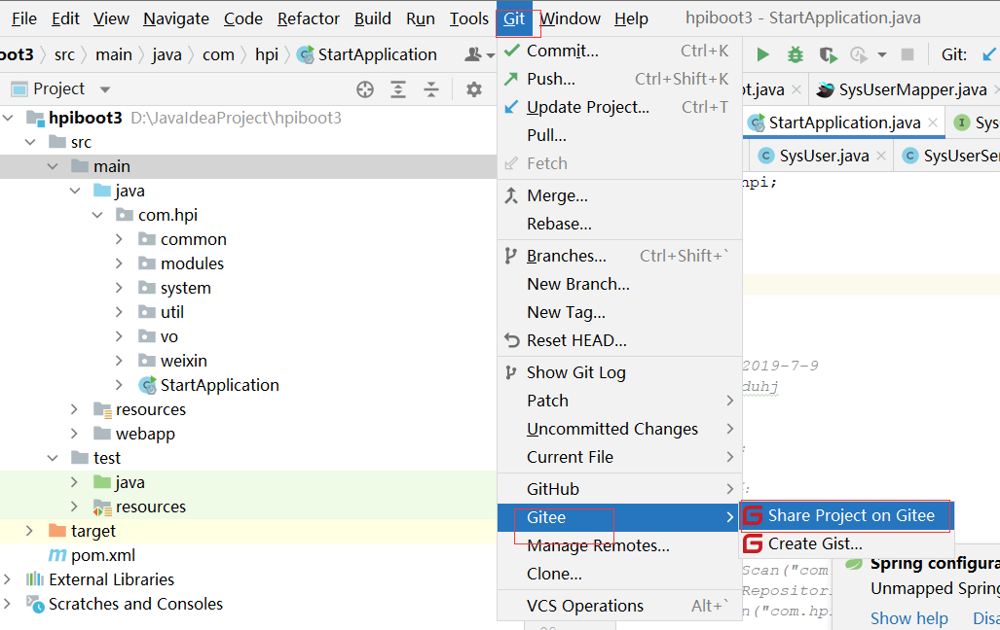 File Edit View Navigate Code Refactor Build Run Tools Git Window Help hpiboot3 - StartApplication.java
oot3 src main java com hpi StartApplication Git:
Project
ot.java SysUserMapper.java
StartApplication.java Sys
SysUser.java SysUserSer
hpi;
hpiboot3 D:\JavaIdeaProject\hpiboot3
src
main
java
com.hpi
common
modules
system
util
vo
weixin
StartApplication
resources
webapp
test
java
resources
target
pom.xml
External Libraries
Scratches and Consoles
Commit... Ctrl+K
Push... Ctrl+Shift+K
Update Project... Ctrl+T
Pull...
Fetch
Merge...
Rebase...
Branches... Ctrl+Shift+`
New Branch...
New Tag...
Reset HEAD...
Show Git Log
Patch
Uncommitted Changes
Current File
GitHub
Gitee
Manage Remotes...
Clone...
VCS Operations Alt+`
2019-7-9
duhj
Share Project on Gitee
Create Gist...
Scan("com
Repositor
n("com.hp
Spring configura
Unmapped Spring
Show help Disa